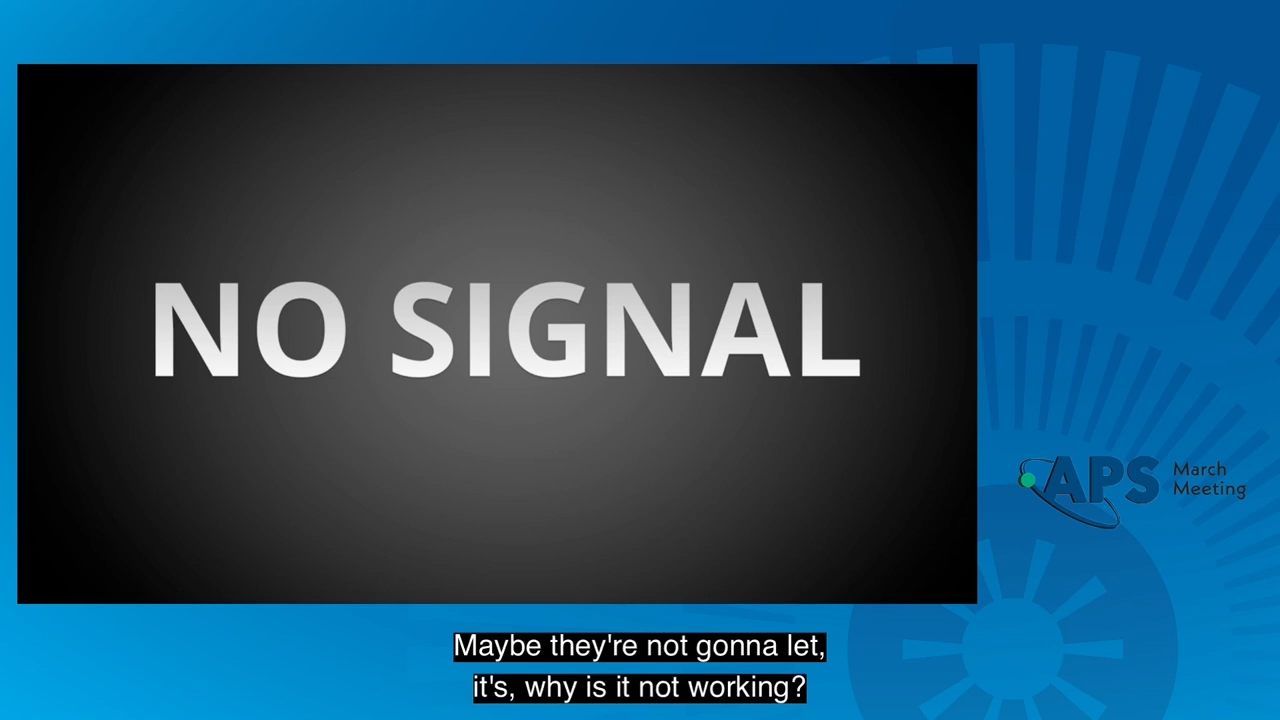 NO SIGNAL
APS
March
Meeting
Maybe they're not gonna let,
it's, why is it not working?